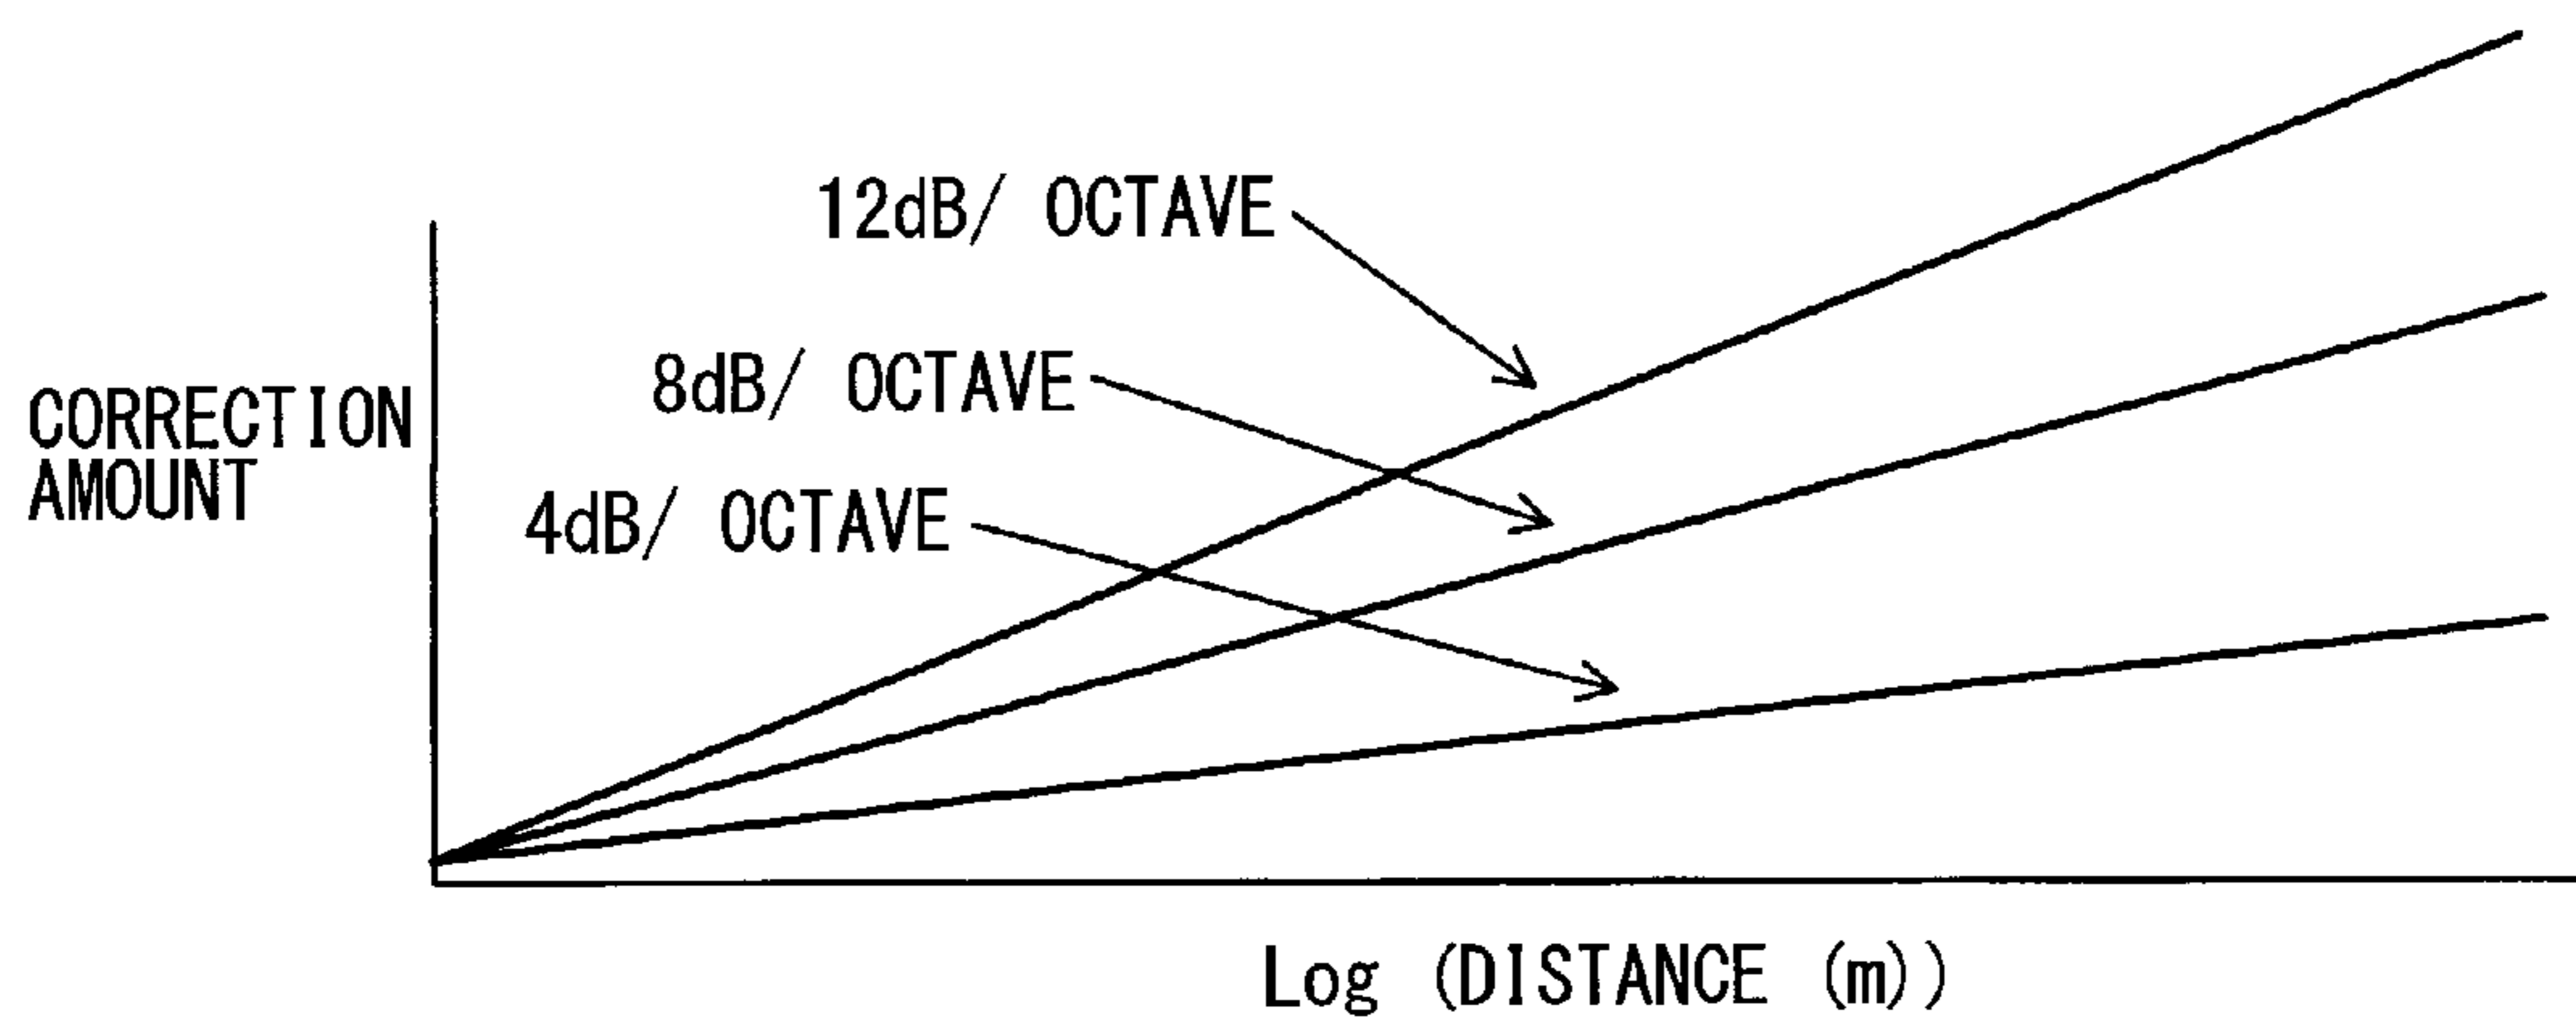 12dB/ OCTAVE
8dB/ OCTAVE
4dB/ OCTAVE
CORRECTION
AMOUNT
Log (DISTANCE (m))